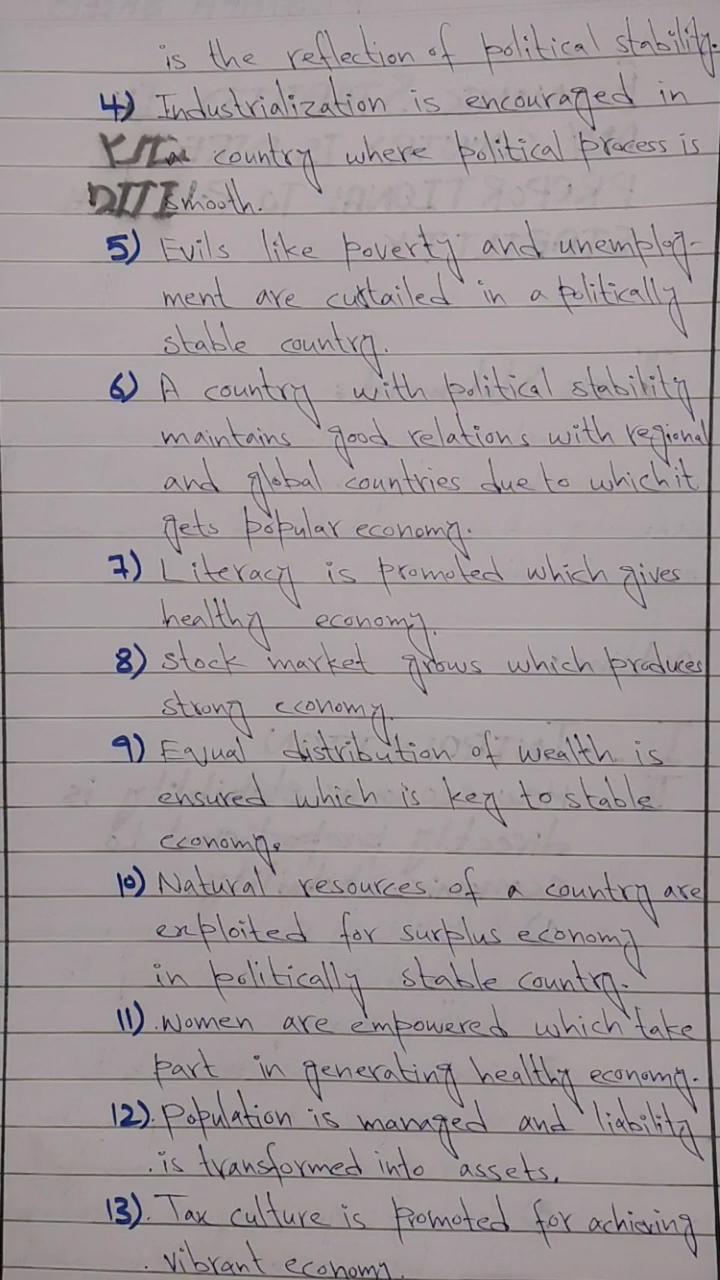 is the reflection of political stability.
4) Industrialization is encouraged in
a country where political process is
smooth.
5) Evils like poverty and unemploy-
ment are curtailed in a politically
stable country.
6) A country with political stability
maintains good relations with regional
and global countries due to which it
gets popular economy.
7) Literacy is promoted which gives
healthy economy.
8) Stock market grows which produces
strong economy.
9) Equal distribution of wealth is
ensured which is key to stable
economy.
10) Natural resources of a country are
exploited for surplus economy
in politically stable country.
11). Women are empowered which take
part in generating healthy economy.
12). Population is managed and liability
is transformed into assets.
13). Tax culture is promoted for achieving
vibrant economy.